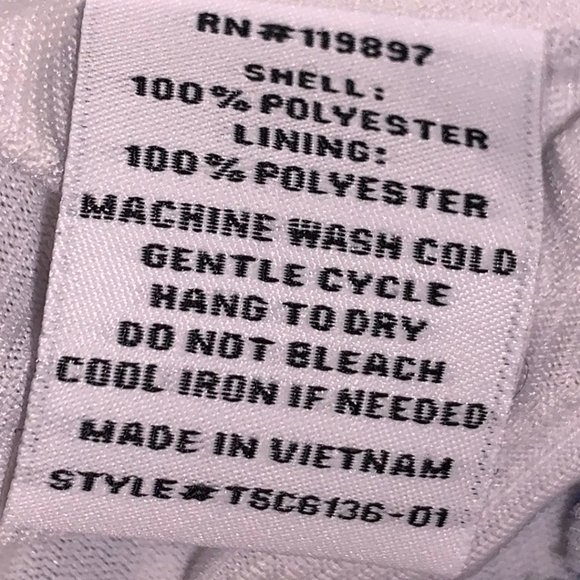 RN#119897
SHELL:
100% POLYESTER
LINING:
100% POLYESTER
MACHINE WASH COLD
GENTLE CYCLE
HANG TO DRY
DO NOT BLEACH
COOL IRON IF NEEDED
MADE IN VIETNAM
STYLE#TSC6136-01